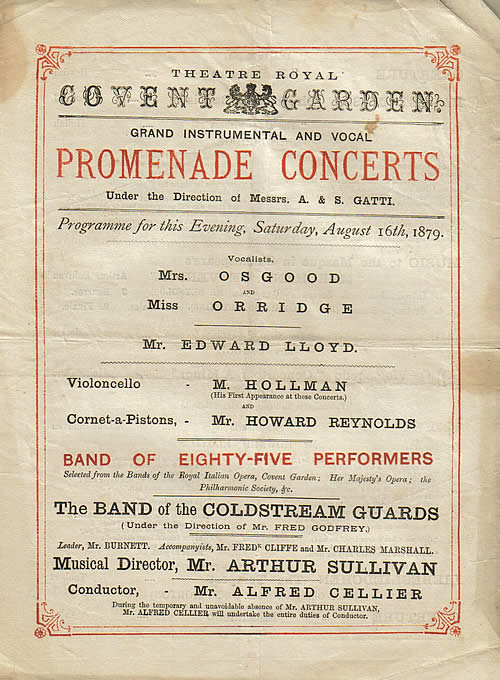 THEATRE ROYAL
COVENT GARDEN.
GRAND INSTRUMENTAL AND VOCAL
PROMENADE CONCERTS
Under the Direction of Messrs. A. & S. GATTI.
Programme for this Evening, Saturday, August 16th, 1879.
Vocalists.
Mrs. OSGOOD
AND
Miss ORRIDGE
Mr. EDWARD LLOYD.
Violoncello - M. HOLLMAN
(His First Appearance at these Concerts.)
AND
Cornet-a-Pistons, - Mr. HOWARD REYNOLDS
BAND OF EIGHTY-FIVE PERFORMERS
Selected from the Bands of the Royal Italian Opera, Covent Garden; Her Majesty's Opera; the
Philharmonic Society, &c.
The BAND of the COLDSTREAM GUARDS
(Under the Direction of Mr. FRED GODFREY.)
Leader, Mr. BURNETT. Accompanyists, Mr. FREDK CLIFFE and Mr. CHARLES MARSHALL.
Musical Director, Mr. ARTHUR SULLIVAN
Conductor, - Mr. ALFRED CELLIER
During the temporary and unavoidable absence of Mr. ARTHUR SULLIVAN,
Mr. ALFRED CELLIER will undertake the entire duties of Conductor.